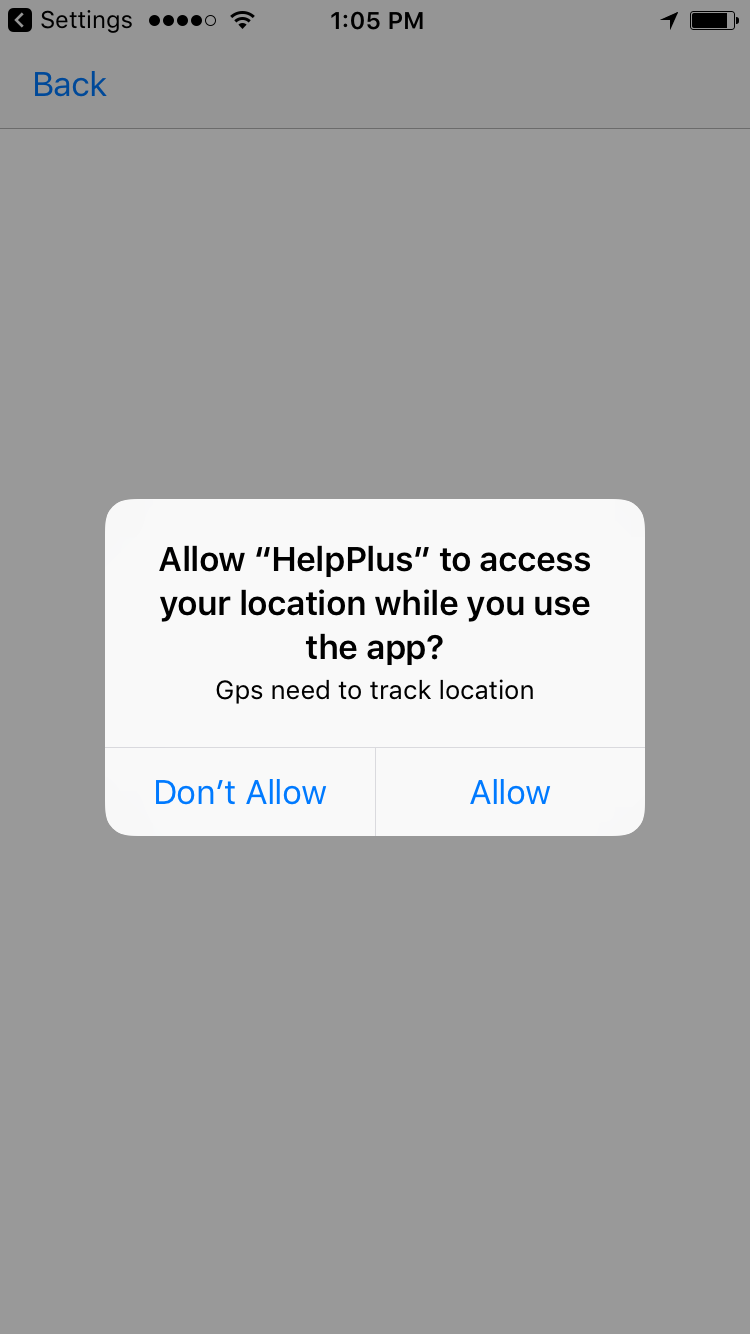 Settings 1:05 PM
Back
Allow “HelpPlus” to access
your location while you use
the app?
Gps need to track location
Don’t Allow Allow